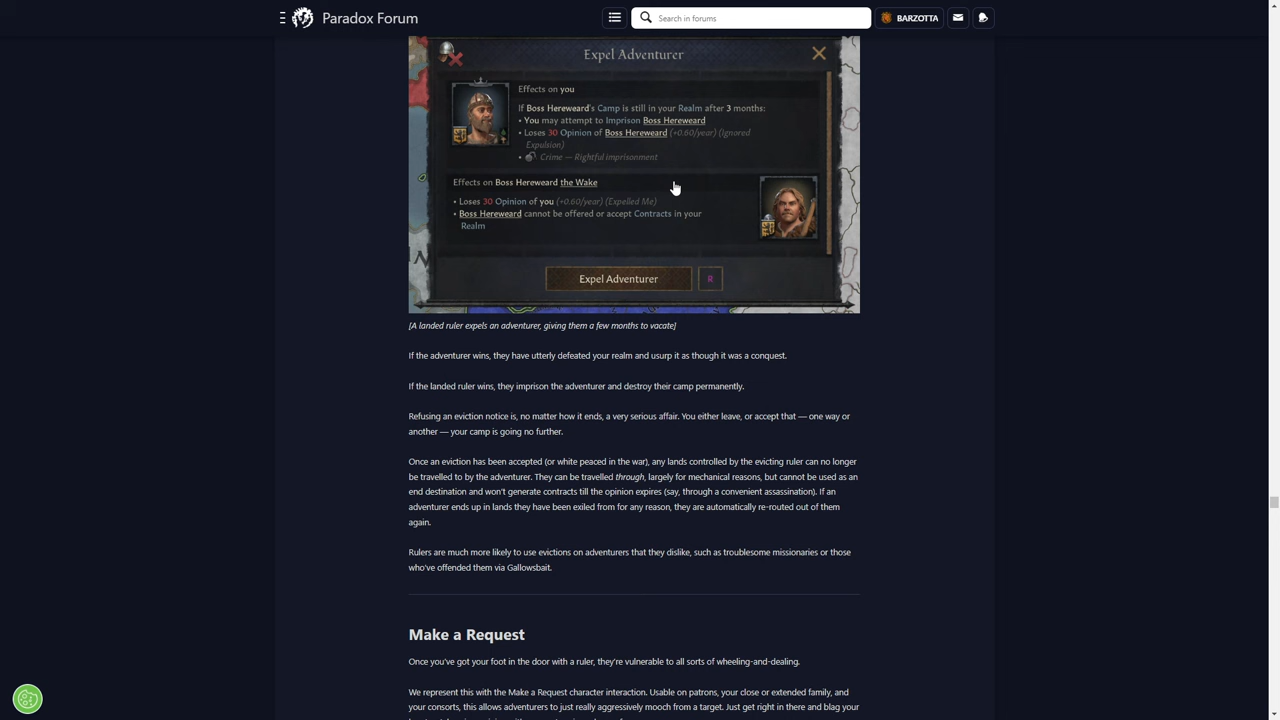 Paradox Forum
Search in forums
BARZOTTA
Expel Adventurer
Effects on you
If Boss Hereweard's Camp is still in your Realm after 3 months:
• You may attempt to Imprison Boss Hereweard
• Loses 30 Opinion of Boss Hereweard (+0.60/year) (Ignored
Expulsion)
• Crime — Rightful imprisonment
Effects on Boss Hereweard the Wake
• Loses 30 Opinion of you (+0.60/year) (Expelled Me)
• Boss Hereweard cannot be offered or accept Contracts in your
Realm
N
Expel Adventurer
R
[A landed ruler expels an adventurer, giving them a few months to vacate]
If the adventurer wins, they have utterly defeated your realm and usurp it as though it was a conquest.
If the landed ruler wins, they imprison the adventurer and destroy their camp permanently.
Refusing an eviction notice is, no matter how it ends, a very serious affair. You either leave, or accept that — one way or
another — your camp is going no further.
Once an eviction has been accepted (or white peaced in the war), any lands controlled by the evicting ruler can no longer
be travelled to by the adventurer. They can be travelled through, largely for mechanical reasons, but cannot be used as an
end destination and won't generate contracts till the opinion expires (say, through a convenient assassination). If an
adventurer ends up in lands they have been exiled from for any reason, they are automatically re-routed out of them
again.
Rulers are much more likely to use evictions on adventurers that they dislike, such as troublesome missionaries or those
who've offended them via Gallowsbait.
Make a Request
Once you've got your foot in the door with a ruler, they're vulnerable to all sorts of wheeling-and-dealing.
We represent this with the Make a Request character interaction. Usable on patrons, your close or extended family, and
your consorts, this allows adventurers to just really aggressively mooch from a target. Just get right in there and blag your